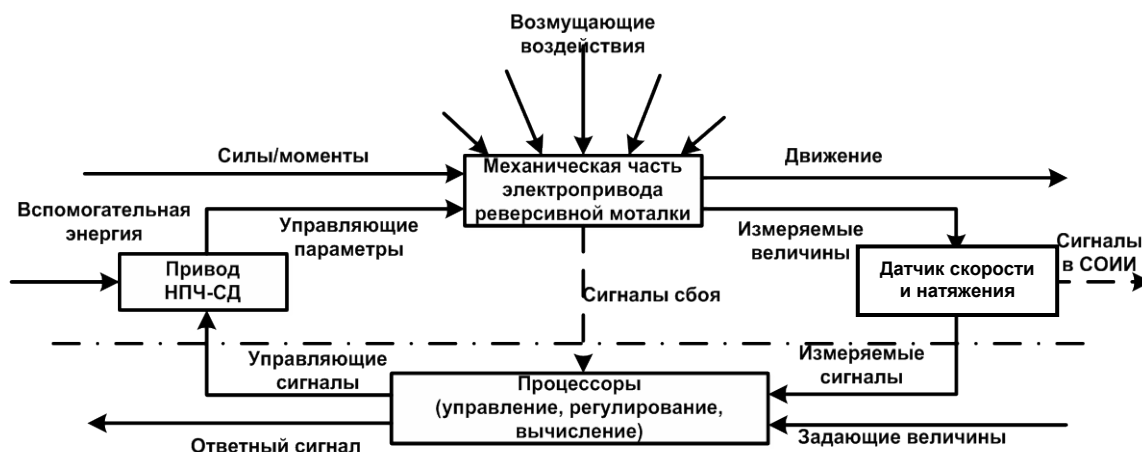 Возмущающие
воздействия
Силы/моменты
Механическая часть
электропривода
реверсивной моталки
Движение
Вспомогательная
энергия
Управляющие
параметры
Измеряемые
величины
Сигналы
в СОИИ
Привод
НПЧ-СД
Датчик скорости
и натяжения
Сигналы сбоя
Управляющие
сигналы
Измеряемые
сигналы
Процессоры
(управление, регулирование,
вычисление)
Ответный сигнал
Задающие величины